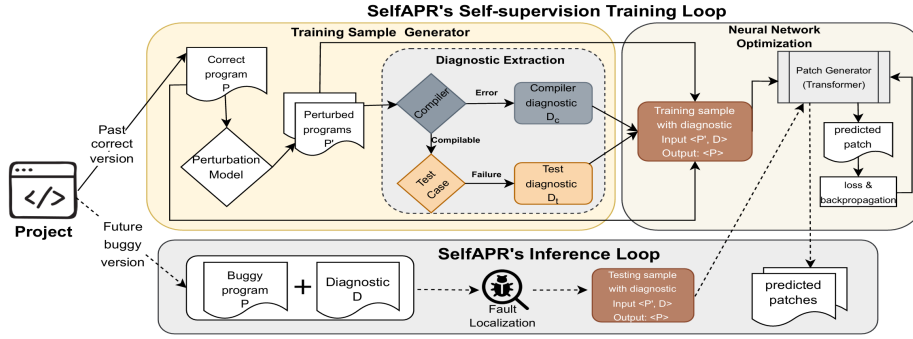 SelfAPR's Self-supervision Training Loop
Training Sample Generator
Neural Network
Optimization
Correct
program
P
Perturbation
Model
Perturbed
programs P'
Diagnostic Extraction
Compiler
Error
Compiler
diagnostic
Dc
Compilable
Test
Case
Failure
Test
diagnostic
Dt
Training sample
with diagnostic
Input <P', D>
Output: <P>
Patch Generator
(Transformer)
predicted
patch
loss &
backpropagation
Past
correct
version
</>
Project
Future
buggy
version
SelfAPR's Inference Loop
Buggy
program
P
+
Diagnostic
D
Fault
Localization
Testing sample
with diagnostic
Input <P', D>
Output: <P>
predicted
patches